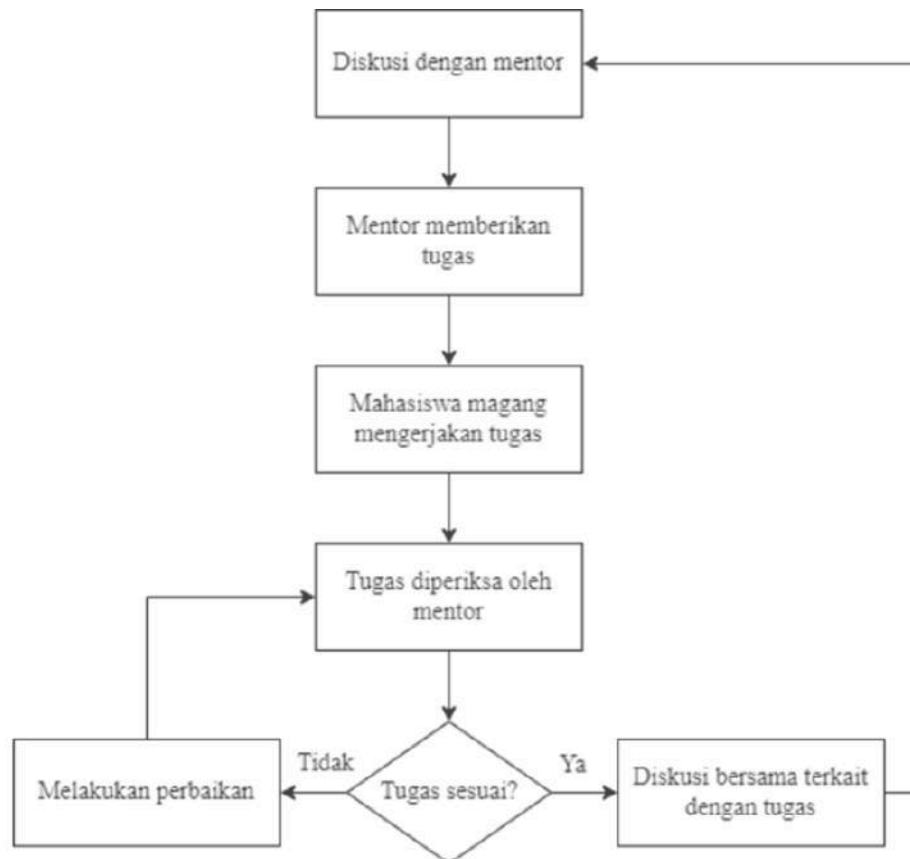 Diskusi dengan mentor
Mentor memberikan
tugas
Mahasiswa magang
mengerjakan tugas
Tugas diperiksa oleh
mentor
Tidak
Ya
Melakukan perbaikan
Tugas sesuai?
Diskusi bersama terkait
dengan tugas